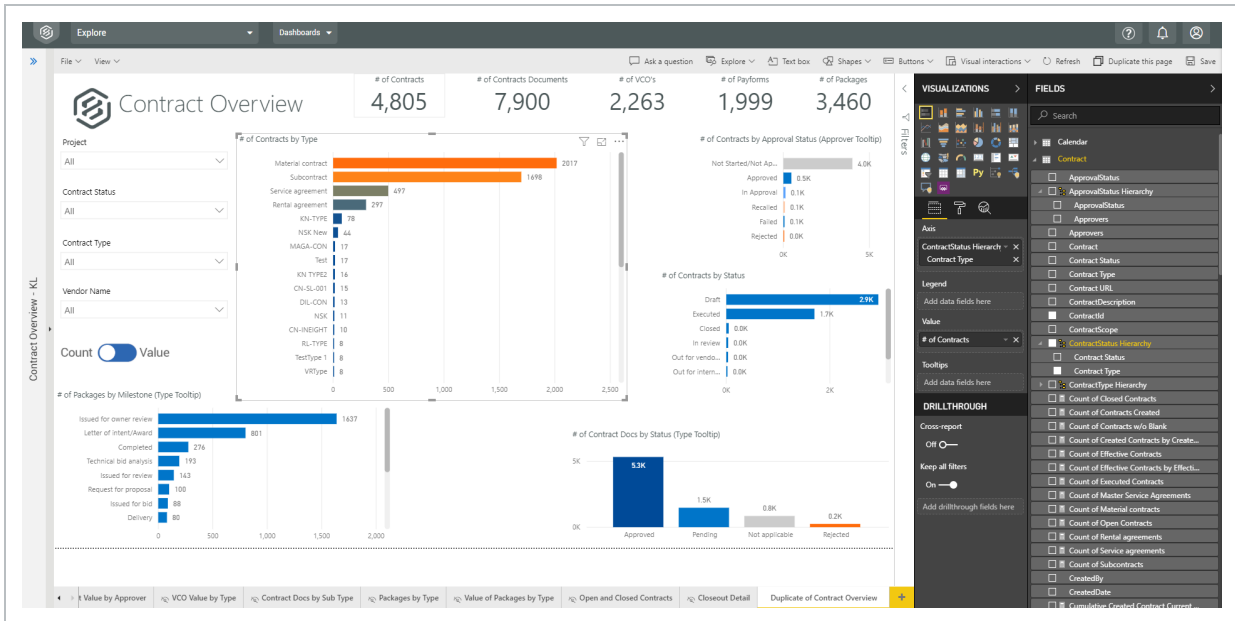 Explore
Dashboards
File
View
Ask a question
Explore
Text box
Shapes
Buttons
Visual interactions
Refresh
Duplicate this page
Save
Contract Overview - KL
Contract Overview
# of Contracts
4,805
# of Contracts Documents
7,900
# of VCO's
2,263
# of Payforms
1,999
# of Packages
3,460
Project
All
Contract Status
All
Contract Type
All
Vendor Name
All
Count
Value
# of Contracts by Type
Material contract 2017
Subcontract 1698
Service agreement 497
Rental agreement 297
KN-TYPE 78
NSK New 44
MAGA-CON 17
Test 17
KN TYPE2 16
CN-SL-001 15
DIL-CON 13
NSK 11
CN-INEIGHT 10
RL-TYPE 8
TestType 1 8
VRType 8
0 500 1,000 1,500 2,000 2,500
# of Contracts by Approval Status (Approver Tooltip)
Not Started/Not Ap... 4.0K
Approved 0.5K
In Approval 0.1K
Recalled 0.1K
Failed 0.1K
Rejected 0.0K
0K 5K
# of Contracts by Status
Draft 2.9K
Executed 1.7K
Closed 0.0K
In review 0.0K
Out for vendo... 0.0K
Out for intern... 0.0K
0K 2K
# of Packages by Milestone (Type Tooltip)
Issued for owner review 1637
Letter of intent/Award 801
Completed 276
Technical bid analysis 193
Issued for review 143
Request for proposal 100
Issued for bid 88
Delivery 80
0 500 1,000 1,500 2,000
# of Contract Docs by Status (Type Tooltip)
5K
0K
5.3K
1.5K
0.8K
0.2K
Approved Pending Not applicable Rejected
t Value by Approver
VCO Value by Type
Contract Docs by Sub Type
Packages by Type
Value of Packages by Type
Open and Closed Contracts
Closeout Detail
Duplicate of Contract Overview
+
Filters
VISUALIZATIONS
Py
Axis
ContractStatus Hierarch
Contract Type
Legend
Add data fields here
Value
# of Contracts
Tooltips
Add data fields here
DRILLTHROUGH
Cross-report
Off
Keep all filters
On
Add drillthrough fields here
FIELDS
Search
Calendar
Contract
ApprovalStatus
ApprovalStatus Hierarchy
ApprovalStatus
Approvers
Approvers
Contract
Contract Status
Contract Type
Contract URL
ContractDescription
ContractId
ContractScope
ContractStatus Hierarchy
Contract Status
Contract Type
ContractType Hierarchy
Count of Closed Contracts
Count of Contracts Created
Count of Contracts w/o Blank
Count of Created Contracts by Create...
Count of Effective Contracts
Count of Effective Contracts by Effecti...
Count of Executed Contracts
Count of Master Service Agreements
Count of Material contracts
Count of Open Contracts
Count of Rental agreements
Count of Service agreements
Count of Subcontracts
CreatedBy
CreatedDate
Cumulative Created Contract Current ...